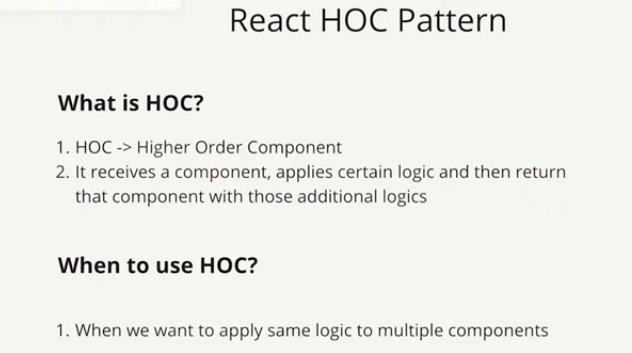 React HOC Pattern
What is HOC?
1. HOC -> Higher Order Component
2. It receives a component, applies certain logic and then return
that component with those additional logics
When to use HOC?
1. When we want to apply same logic to multiple components